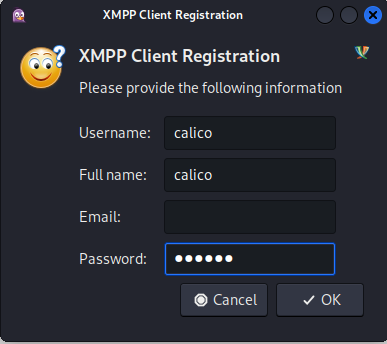 XMPP Client Registration
XMPP Client Registration
Please provide the following information
Username: calico
Full name: calico
Email:
Password: ●●●●●●
Cancel OK